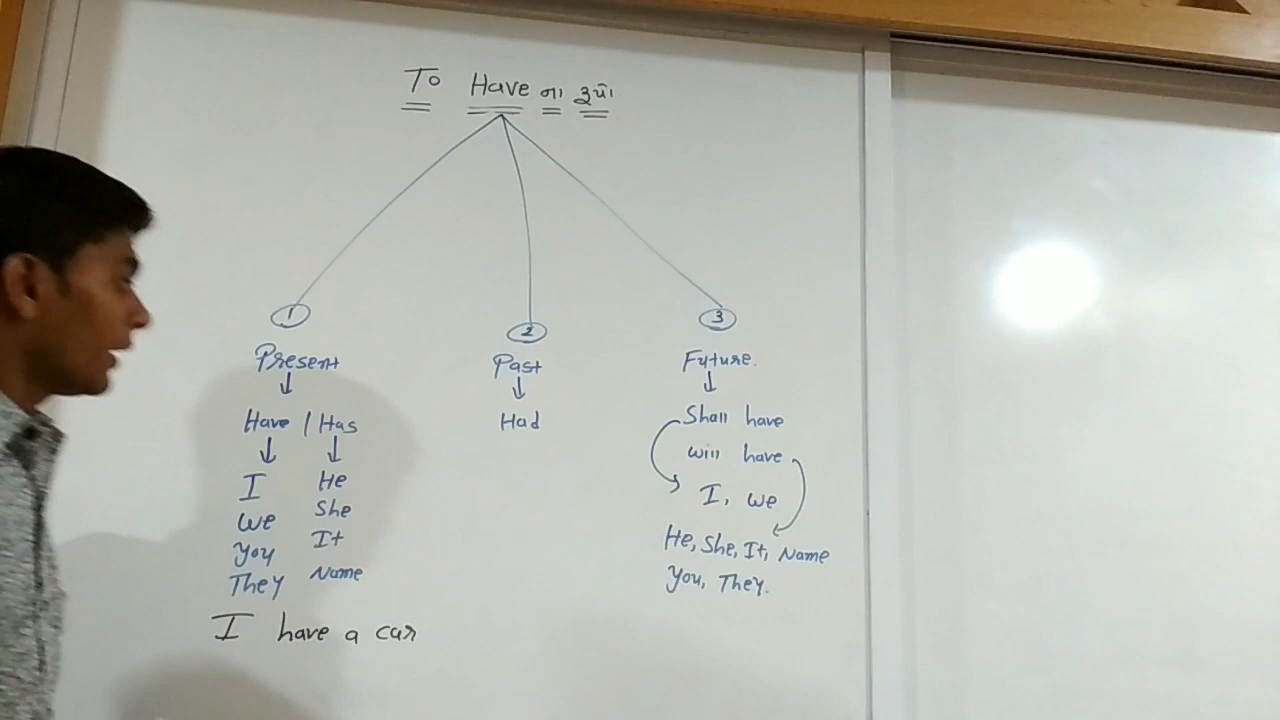 To Have ના રૂપો
1 2 3
Present Past Future.
↓ ↓ ↓
Have / Has Had Shall have
↓ ↓ will have
I He I, we
we She He, She, It, Name
You It You, They.
They Name
I have a car